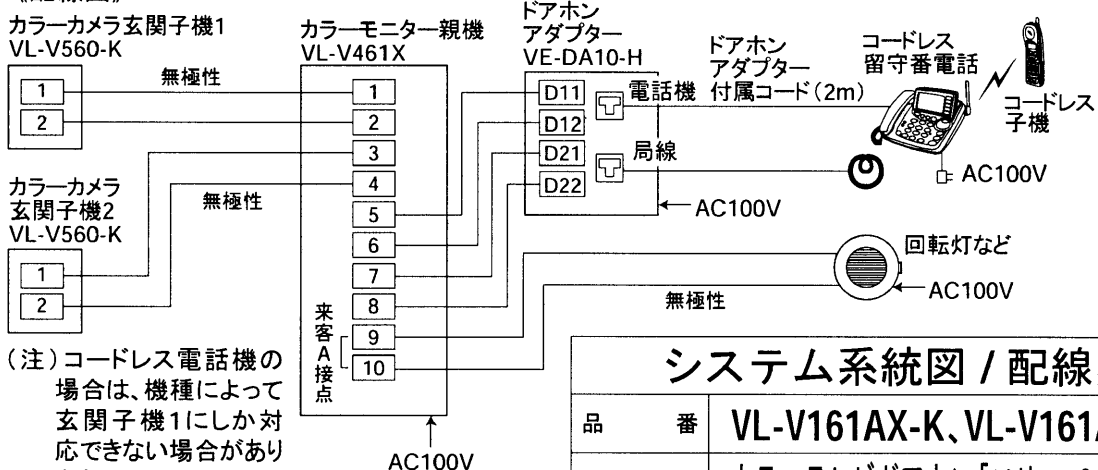 カラーカメラ玄関子機1
VL-V560-K
1
2
無極性
カラーカメラ
玄関子機2
VL-V560-K
1
2
無極性
(注)コードレス電話機の
場合は、機種によって
玄関子機1にしか対
応できない場合があり
カラーモニター親機
VL-V461X
1
2
3
4
5
6
7
8
9
10
来客A接点
AC100V
ドアホン
アダプター
VE-DA10-H
D11
D12
D21
D22
電話機
局線
AC100V
ドアホン
アダプター
付属コード(2m)
コードレス
留守番電話
コードレス
子機
AC100V
回転灯など
AC100V
無極性
システム系統図 / 配線
品 番
VL-V161AX-K、VL-V161